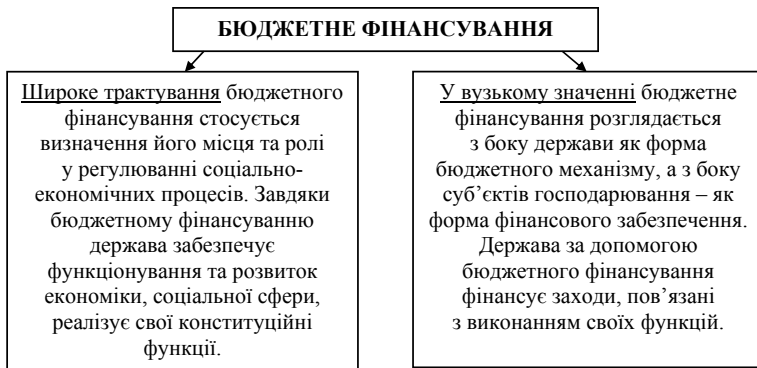 БЮДЖЕТНЕ ФІНАНСУВАННЯ
Широке трактування бюджетного
фінансування стосується
визначення його місця та ролі
у регулюванні соціально-
економічних процесів. Завдяки
бюджетному фінансуванню
держава забезпечує
функціонування та розвиток
економіки, соціальної сфери,
реалізує свої конституційні
функції.
У вузькому значенні бюджетне
фінансування розглядається
з боку держави як форма
бюджетного механізму, а з боку
суб’єктів господарювання – як
форма фінансового забезпечення.
Держава за допомогою
бюджетного фінансування
фінансує заходи, пов’язані
з виконанням своїх функцій.